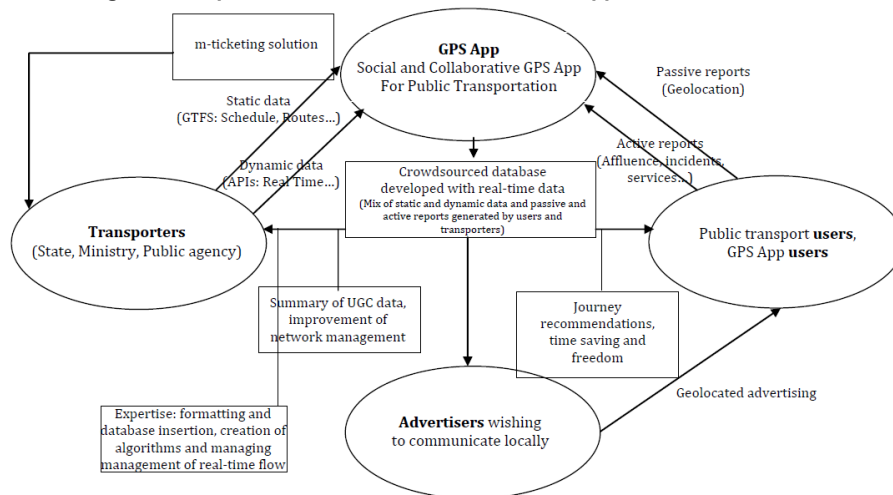 m-ticketing solution
GPS App
Social and Collaborative GPS App
For Public Transportation
Passive reports
(Geolocation)
Static data
(GTFS: Schedule, Routes...)
Active reports
(Affluence, incidents,
services...)
Dynamic data
(APIs: Real Time...)
Crowdsourced database
developed with real-time data
(Mix of static and dynamic data and passive and
active reports generated by users and
transporters)
Transporters
(State, Ministry, Public agency)
Public transport users,
GPS App users
Summary of UGC data,
improvement of
network management
Journey
recommendations,
time saving and
freedom
Geolocated advertising
Expertise: formatting and
database insertion, creation of
algorithms and managing
management of real-time flow
Advertisers wishing
to communicate locally